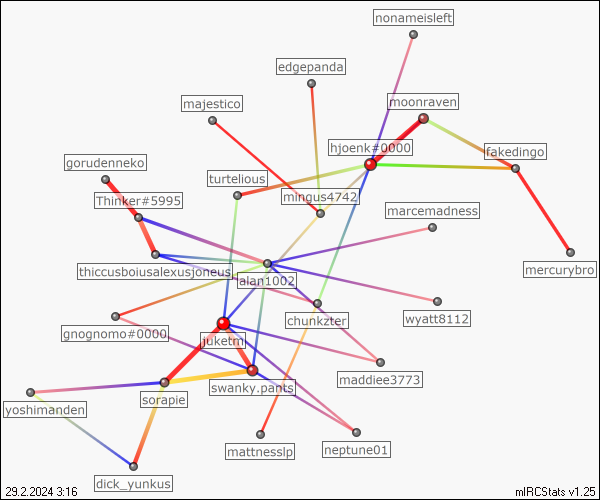 nonameisleft
edgepanda
majestico
moonraven
hjoenk#0000
fakedingo
gorudenneko
turtelious
mingus4742
Thinker#5995
marcemadness
thiccusboiusalexusjoneus
mercurybro
alan1002
chunkzter
wyatt8112
gnognomo#0000
juketm
maddiee3773
swanky.pants
sorapie
yoshimanden
mattnesslp
neptune01
dick_yunkus
29.2.2024 3:16
mIRCStats v1.25